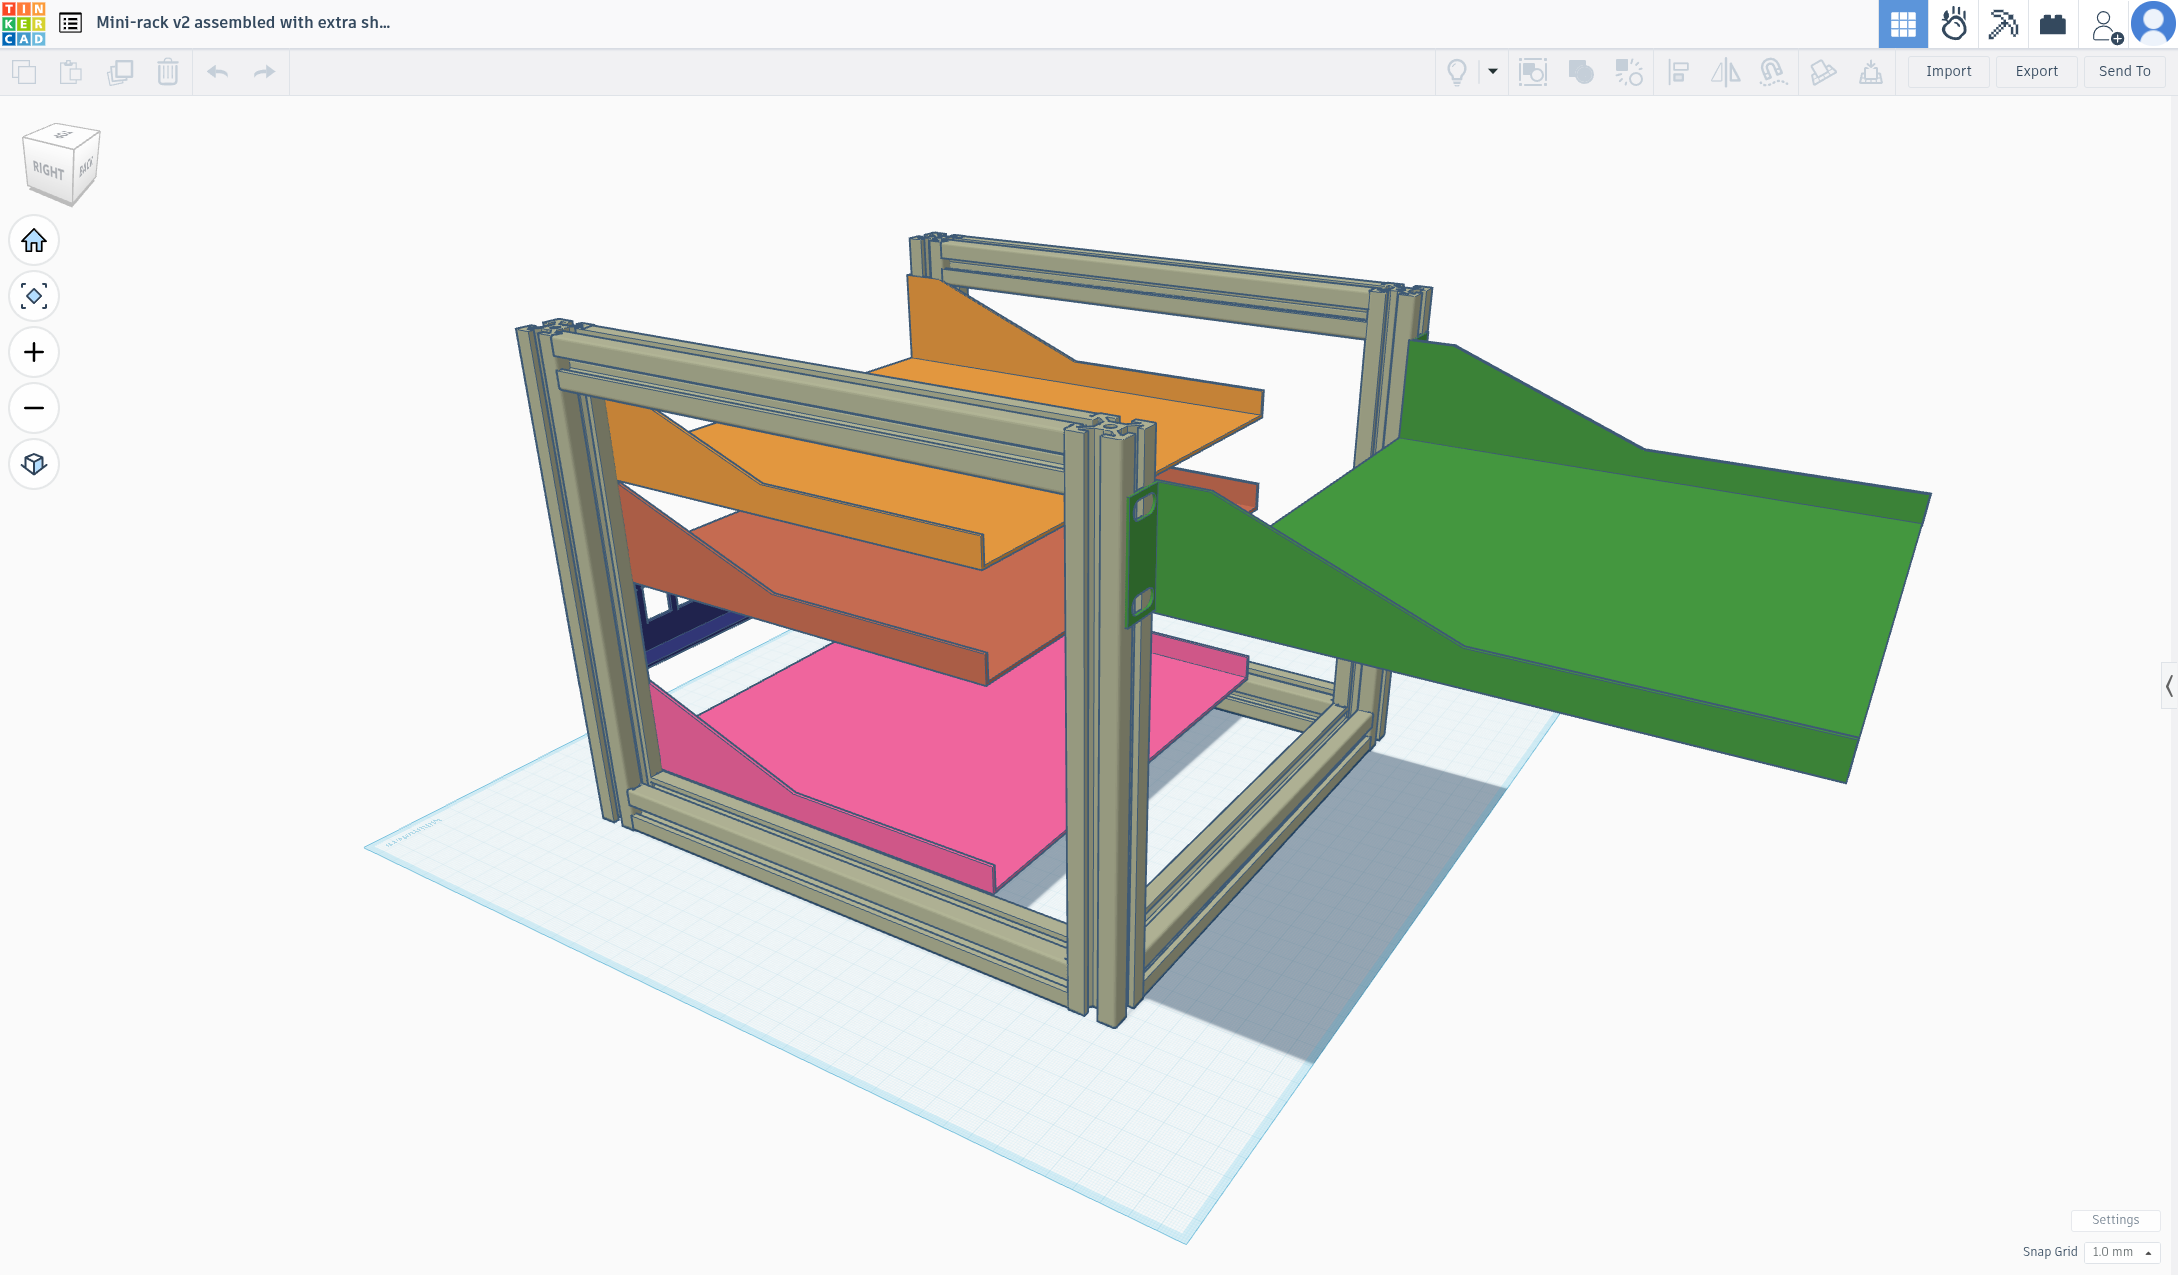 TIN
KER
CAD
Mini-rack v2 assembled with extra sh...
Import
Export
Send To
TOP
RIGHT
BACK
Settings
Snap Grid
1.0 mm